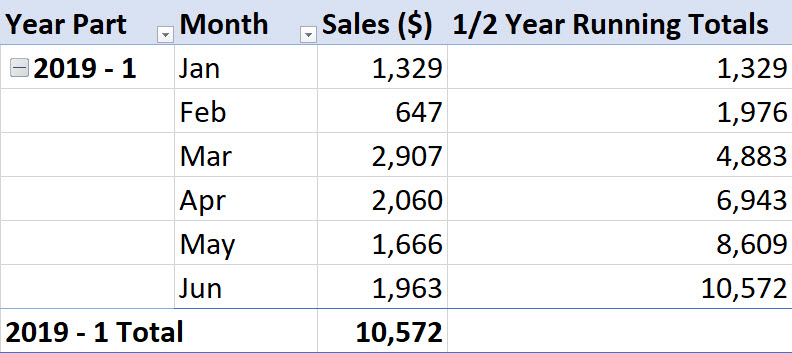 Year Part Month Sales ($) 1/2 Year Running Totals
2019 - 1 Jan 1,329 1,329
Feb 647 1,976
Mar 2,907 4,883
Apr 2,060 6,943
May 1,666 8,609
Jun 1,963 10,572
2019 - 1 Total 10,572